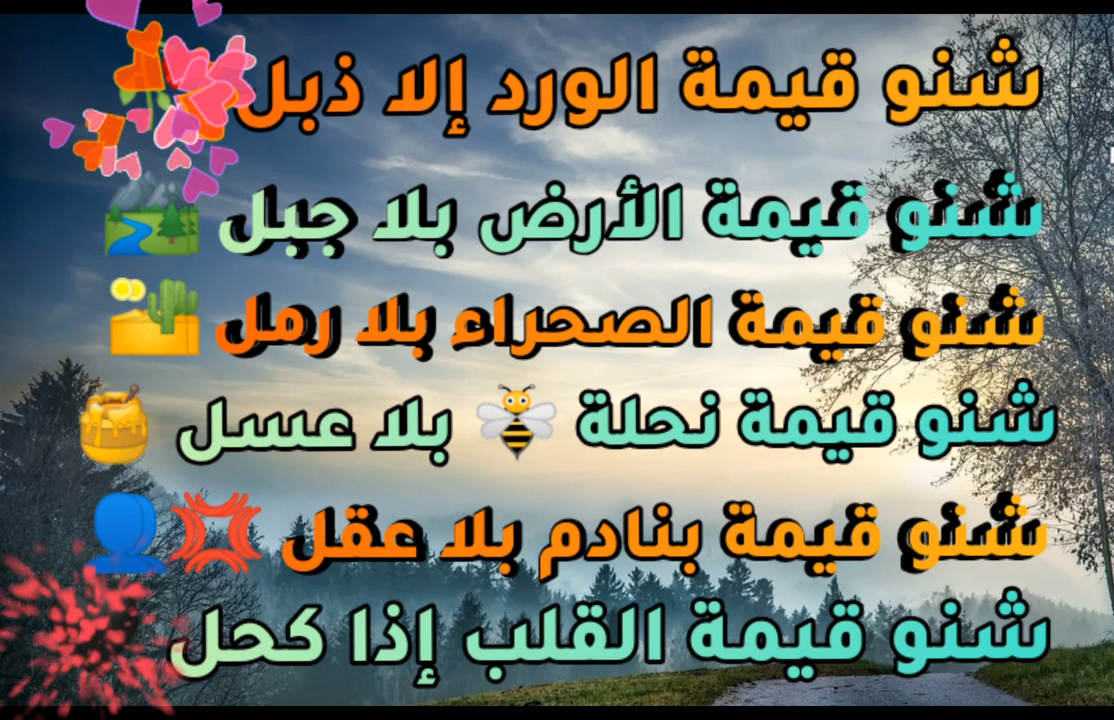 شنو قيمة الورد إلا ذبل
شنو قيمة الأرض بلا جبل
شنو قيمة الصحراء بلا رمل
شنو قيمة نحلة بلا عسل
شنو قيمة بنادم بلا عقل
شنو قيمة القلب إذا كحل